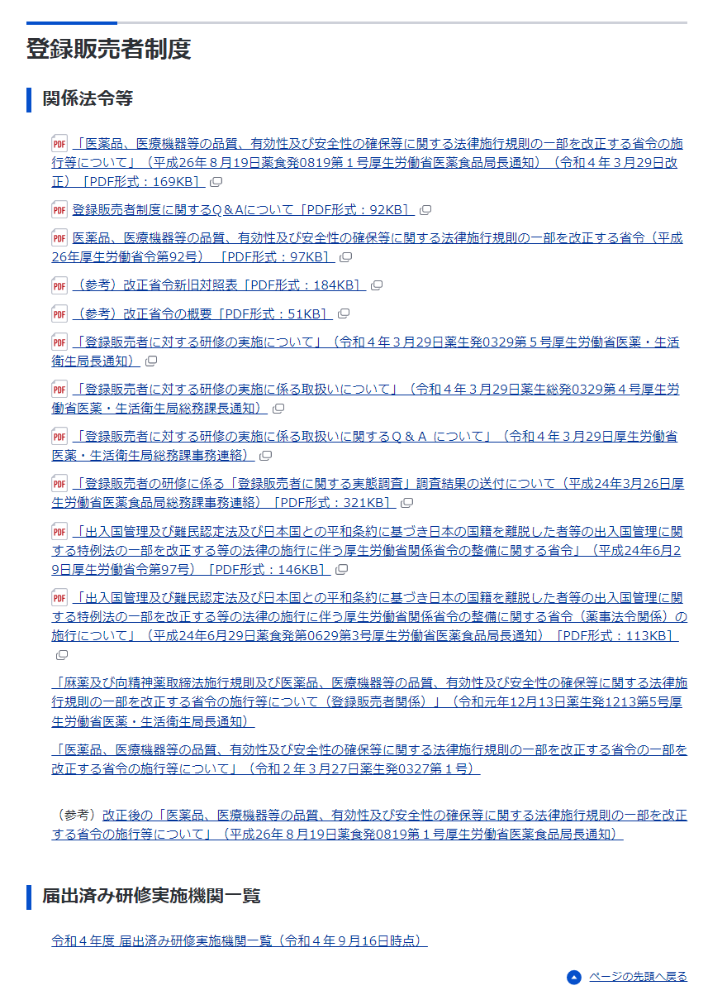 登録販売者制度
関係法令等
PDF 「医薬品、医療機器等の品質、有効性及び安全性の確保等に関する法律施行規則の一部を改正する省令の施
行等について」（平成26年８月19日薬食発0819第１号厚生労働省医薬食品局長通知）（令和４年３月29日改
正）［PDF形式：169KB］
PDF 登録販売者制度に関するQ＆Aについて［PDF形式：92KB］
PDF 医薬品、医療機器等の品質、有効性及び安全性の確保等に関する法律施行規則の一部を改正する省令（平成
26年厚生労働省令第92号） ［PDF形式：97KB］
PDF （参考）改正省令新旧対照表［PDF形式：184KB］
PDF （参考）改正省令の概要［PDF形式：51KB］
PDF 「登録販売者に対する研修の実施について」（令和４年３月29日薬生発0329第５号厚生労働省医薬・生活
衛生局長通知）
PDF 「登録販売者に対する研修の実施に係る取扱いについて」（令和４年３月29日薬生総発0329第４号厚生労
働省医薬・生活衛生局総務課長通知）
PDF 「登録販売者に対する研修の実施に係る取扱いに関するＱ＆Ａ について」（令和４年３月29日厚生労働省
医薬・生活衛生局総務課事務連絡）
PDF 「登録販売者の研修に係る「登録販売者に関する実態調査」調査結果の送付について（平成24年3月26日厚
生労働省医薬食品局総務課事務連絡）［PDF形式：321KB］
PDF 「出入国管理及び難民認定法及び日本国との平和条約に基づき日本の国籍を離脱した者等の出入国管理に関
する特例法の一部を改正する等の法律の施行に伴う厚生労働省関係省令の整備に関する省令」（平成24年6月2
9日厚生労働省令第97号）［PDF形式：146KB］
PDF 「出入国管理及び難民認定法及び日本国との平和条約に基づき日本の国籍を離脱した者等の出入国管理に関
する特例法の一部を改正する等の法律の施行に伴う厚生労働省関係省令の整備に関する省令（薬事法令関係）の
施行について」（平成24年6月29日薬食発第0629第3号厚生労働省医薬食品局長通知）［PDF形式：113KB］
「麻薬及び向精神薬取締法施行規則及び医薬品、医療機器等の品質、有効性及び安全性の確保等に関する法律施
行規則の一部を改正する省令の施行等について（登録販売者関係）」（令和元年12月13日薬生発1213第5号厚
生労働省医薬・生活衛生局長通知）
「医薬品、医療機器等の品質、有効性及び安全性の確保等に関する法律施行規則の一部を改正する省令の一部を
改正する省令の施行等について」（令和２年３月27日薬生発0327第１号）
（参考）改正後の「医薬品、医療機器等の品質、有効性及び安全性の確保等に関する法律施行規則の一部を改正
する省令の施行等について」（平成26年８月19日薬食発0819第１号厚生労働省医薬食品局長通知）
届出済み研修実施機関一覧
令和４年度 届出済み研修実施機関一覧（令和４年９月16日時点）
ページの先頭へ戻る